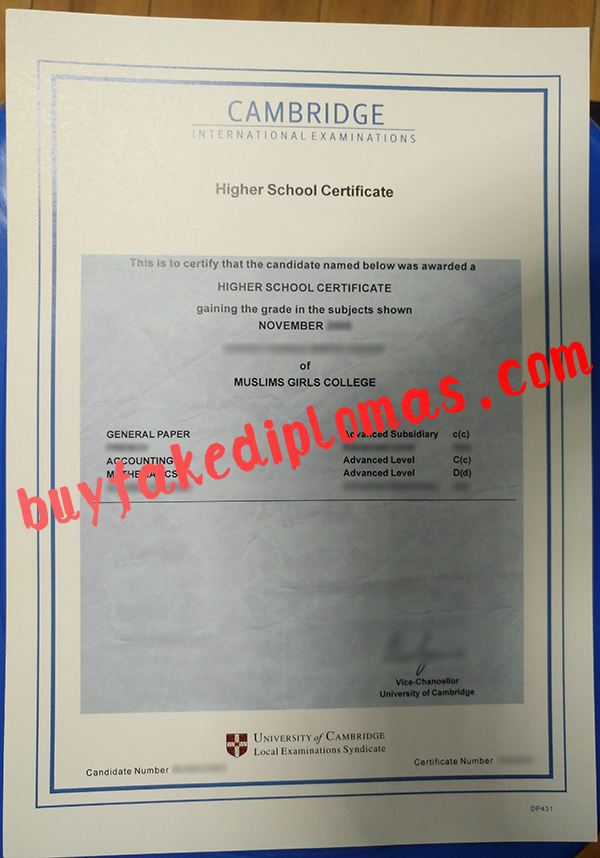 CAMBRIDGE
INTERNATIONAL EXAMINATIONS
Higher School Certificate
This is to certify that the candidate named below was awarded a
HIGHER SCHOOL CERTIFICATE
gaining the grade in the subjects shown
NOVEMBER
of
MUSLIMS GIRLS COLLEGE
buyfakediplomas.com
GENERAL PAPER Advanced Subsidiary c(c)
ACCOUNTING Advanced Level C(c)
MATHEMATICS Advanced Level D(d)
Vice-Chanoellor
University of Cambridge
UNIVERSITY of CAMBRIDGE
Local Examinations Syndicate
Candidate Number
Certificate Number
DP431